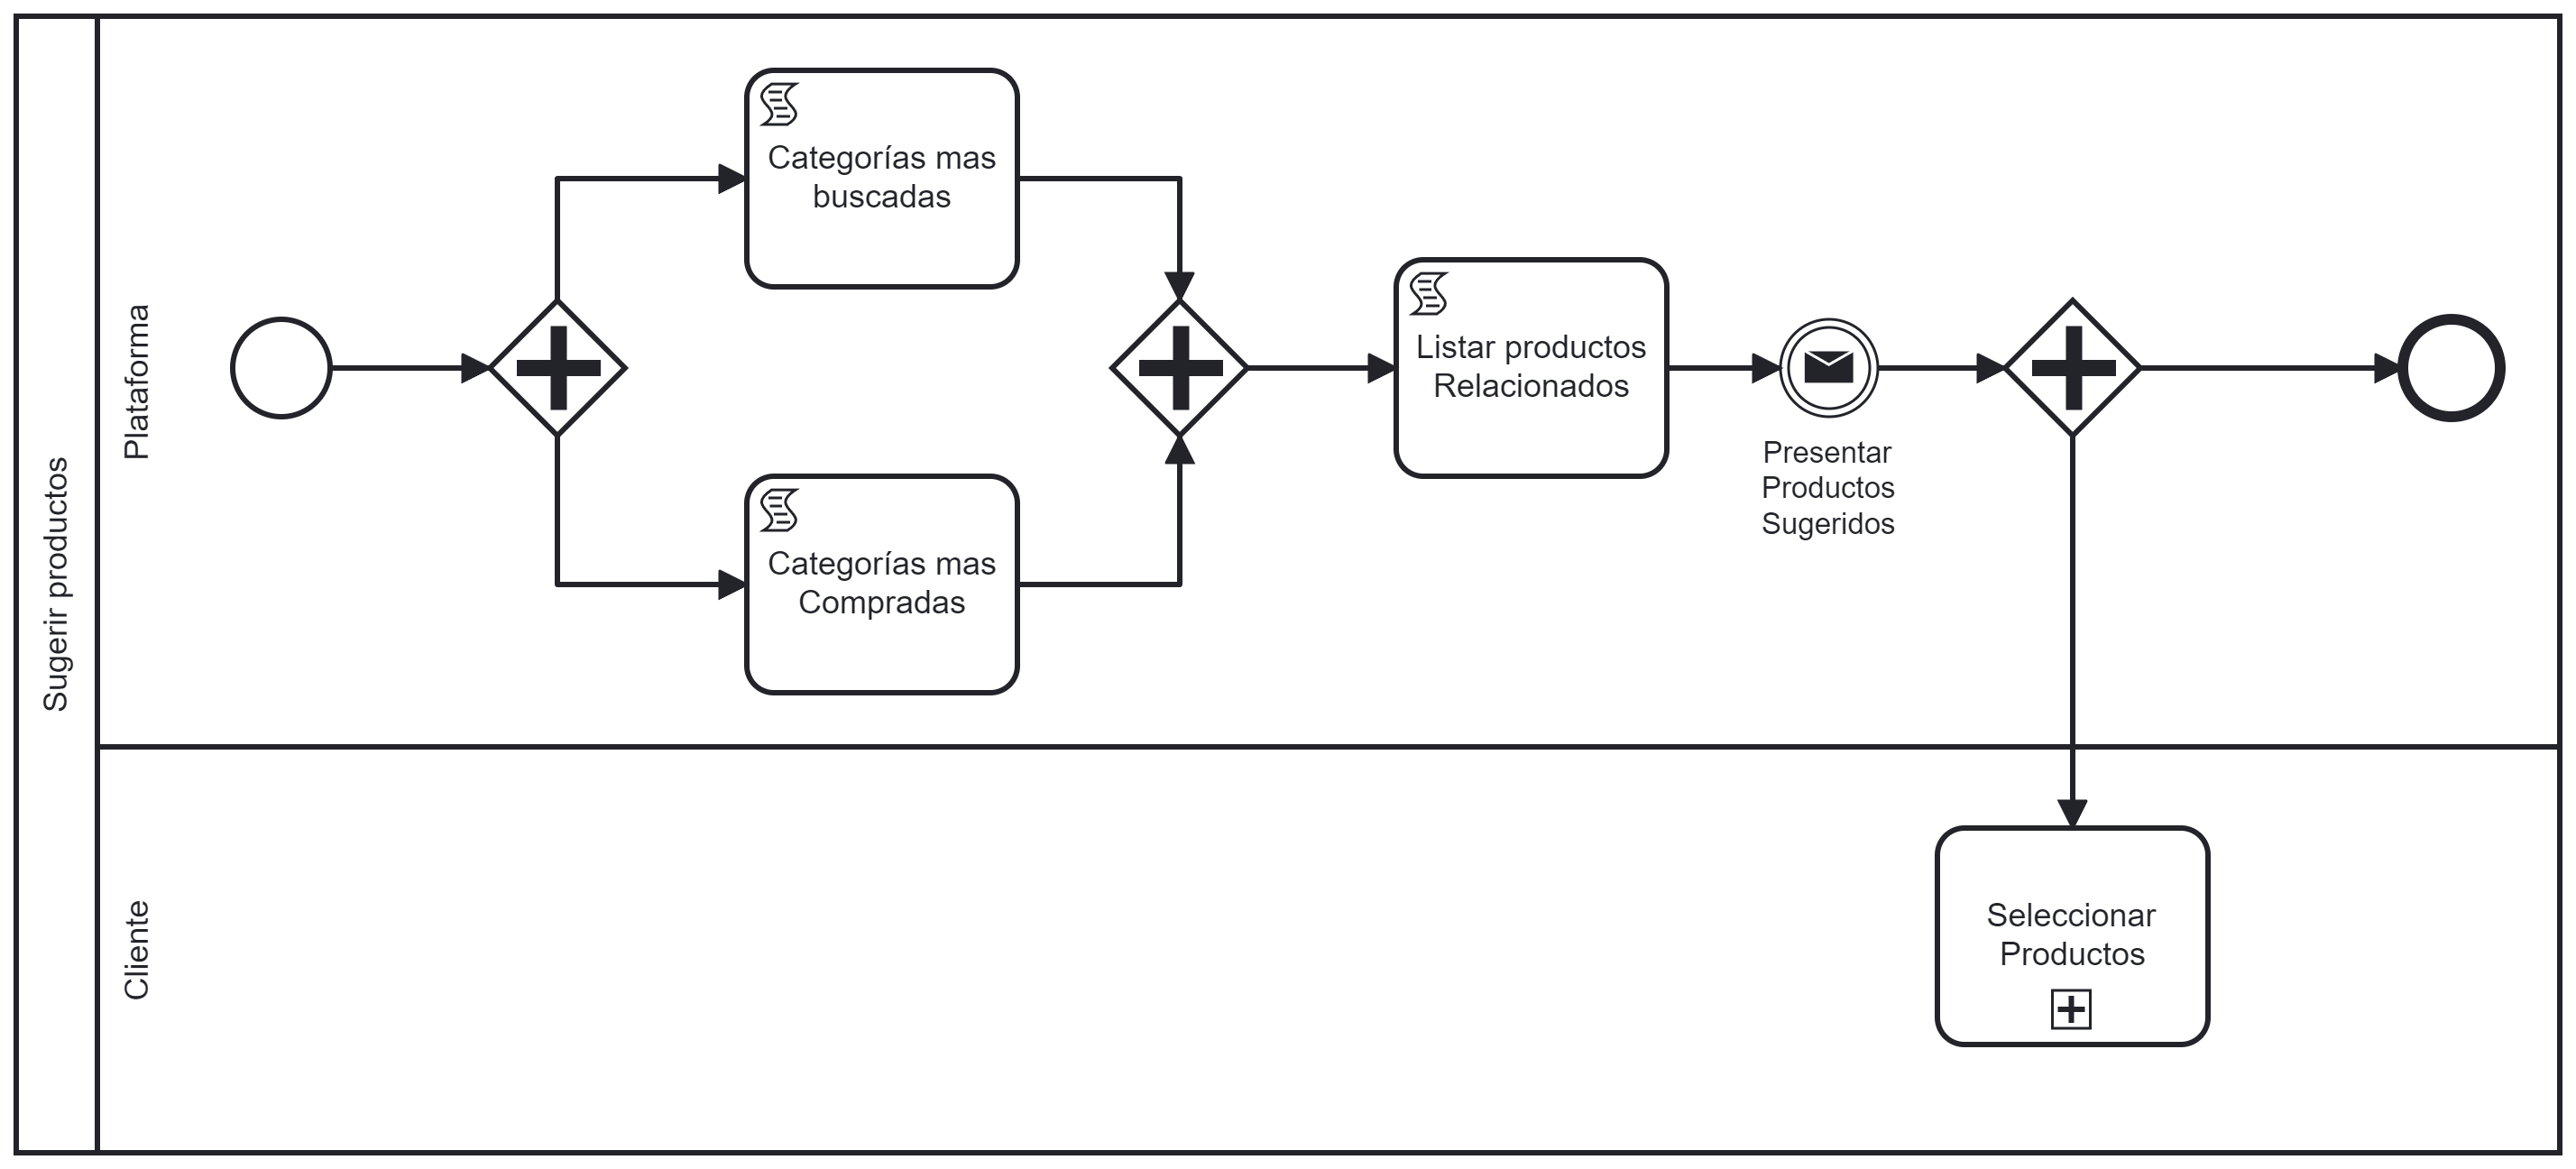 Sugerir productos
Plataforma
Categorías mas
buscadas
Categorías mas
Compradas
Listar productos
Relacionados
Presentar
Productos
Sugeridos
Cliente
Seleccionar
Productos